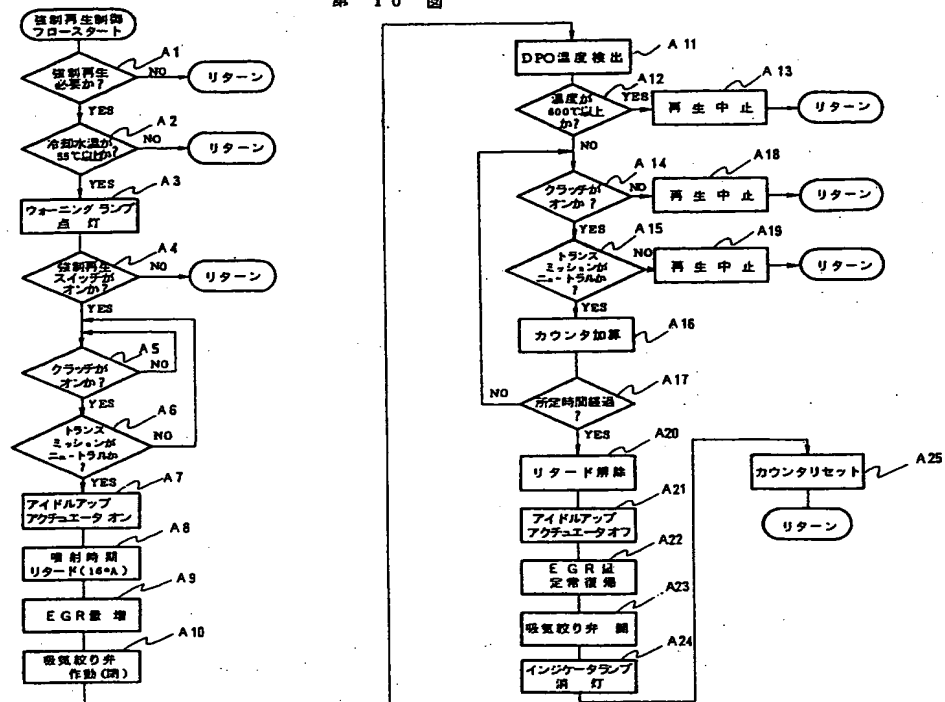 第 10 図
強制再生制御
フロースタート
A1
強制再生
必要か?
NO
リターン
YES
A2
冷却水温が
55℃以上か?
NO
リターン
YES
A3
ウォーニングランプ
点 灯
A4
強制再生
スイッチが
オンか?
NO
リターン
YES
A5
クラッチが
オンか?
NO
YES
A6
トランス
ミッションが
ニュートラルか
?
NO
YES
A7
アイドルアップ
アクチュエータ オン
A8
噴射時期
リタード(16°A)
A9
EGR量増
A10
吸気絞り弁
作動(閉)
A11
DPO温度検出
A12
温度が
600℃以上
か?
YES
A13
再生中止
リターン
NO
A14
クラッチが
オンか?
NO
A18
再生中止
リターン
YES
A15
トランス
ミッションが
ニュートラルか
?
NO
A19
再生中止
リターン
YES
カウンタ加算
A16
A17
所定時間経過
?
NO
YES
A20
リタード解除
A21
アイドルアップ
アクチュエータオフ
A22
EGR量
定常復帰
A23
吸気絞り弁 開
A24
インジケータランプ
消 灯
カウンタリセット
A25
リターン